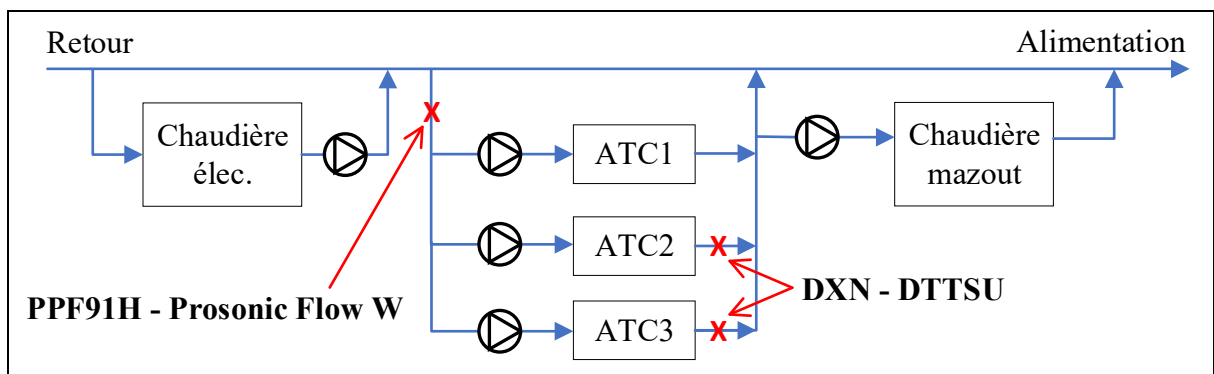 Retour
Alimentation
Chaudière
élec.
ATC1
Chaudière
mazout
X
ATC2
X
PPF91H - Prosonic Flow W
DXN - DTTSU
ATC3
X